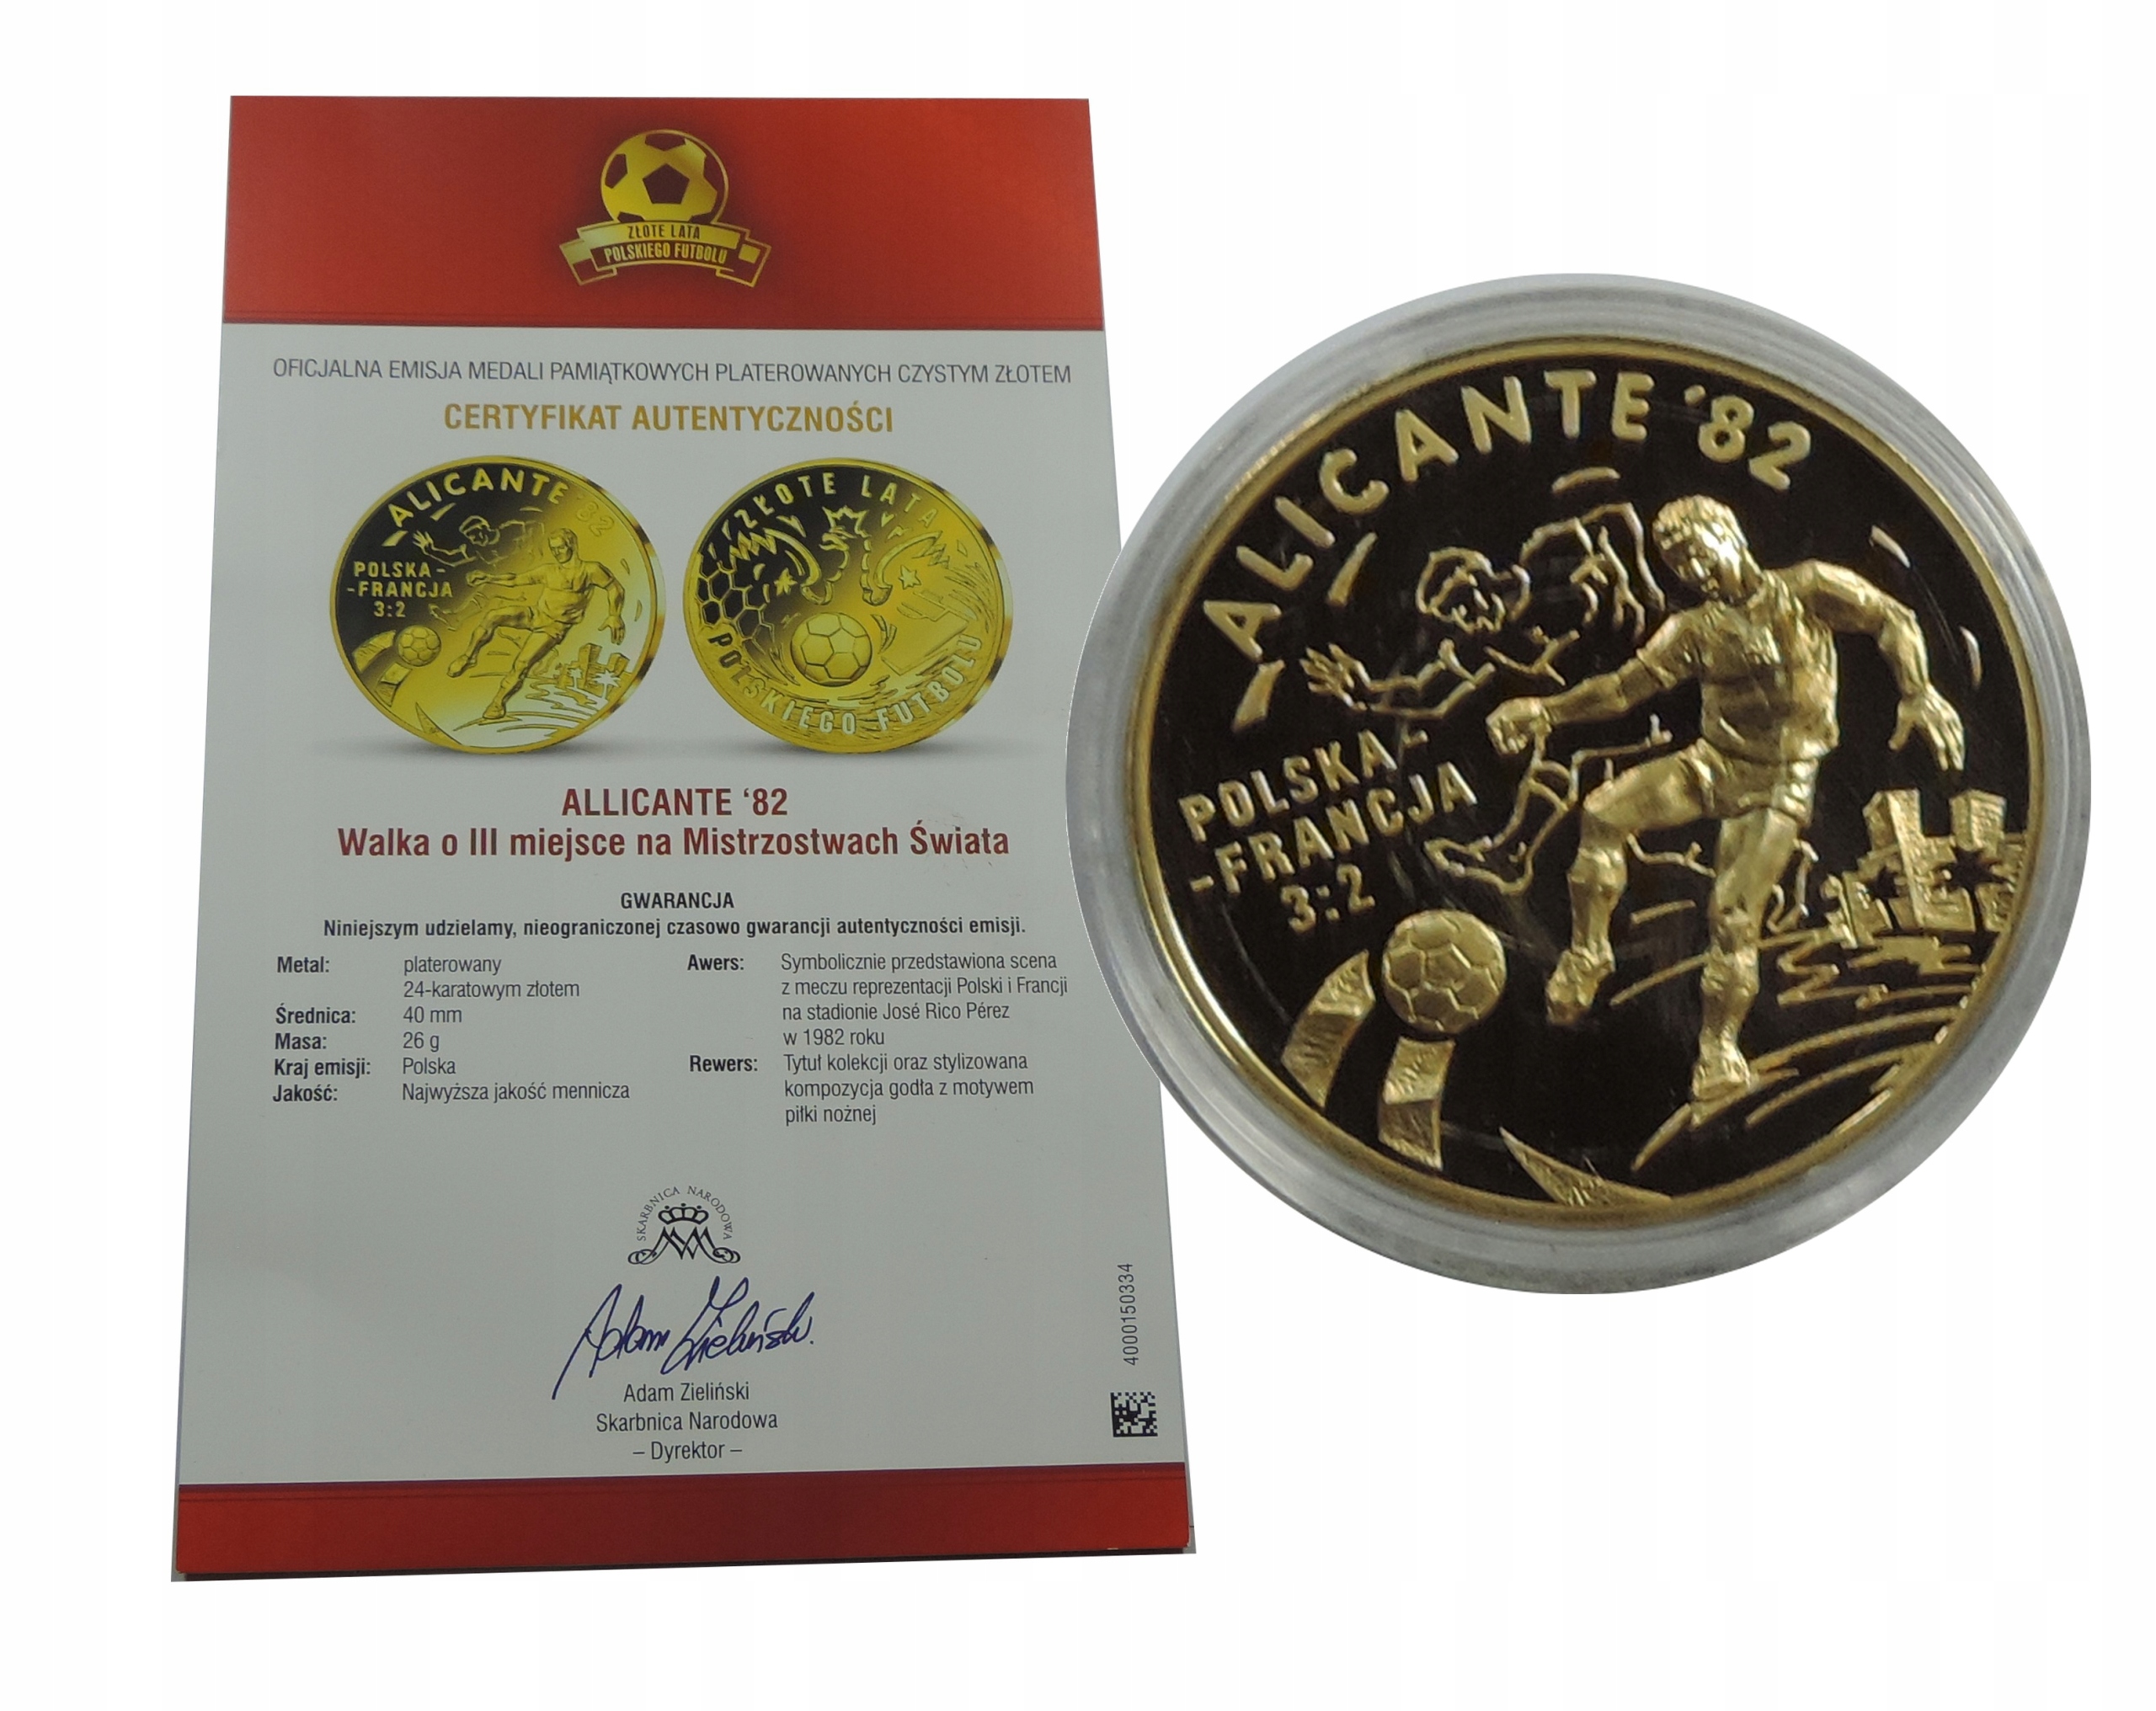 ZŁOTE LATA
POLSKIEGO FUTBOLU
OFICJALNA EMISJA MEDALI PAMIĄTKOWYCH PLATEROWANYCH CZYSTYM ZŁOTEM
CERTYFIKAT AUTENTYCZNOŚCI
ALICANTE '82
POLSKA-
-FRANCJA
3:2
ZŁOTE LATA
POLSKIEGO FUTBOLU
ALLICANTE ‘82
Walka o III miejsce na Mistrzostwach Świata
GWARANCJA
Niniejszym udzielamy, nieograniczonej czasowo gwarancji autentyczności emisji.
Metal: platerowany
24-karatowym złotem
Średnica: 40 mm
Masa: 26 g
Kraj emisji: Polska
Jakość: Najwyższa jakość mennicza
Awers: Symbolicznie przedstawiona scena
z meczu reprezentacji Polski i Francji
na stadionie José Rico Pérez
w 1982 roku
Rewers: Tytuł kolekcji oraz stylizowana
kompozycja godła z motywem
piłki nożnej
SKARBNICA NARODOWA
Adam Zieliński
Adam Zieliński
Skarbnica Narodowa
– Dyrektor –
4000150334
ALICANTE '82
POLSKA-
-FRANCJA
3:2